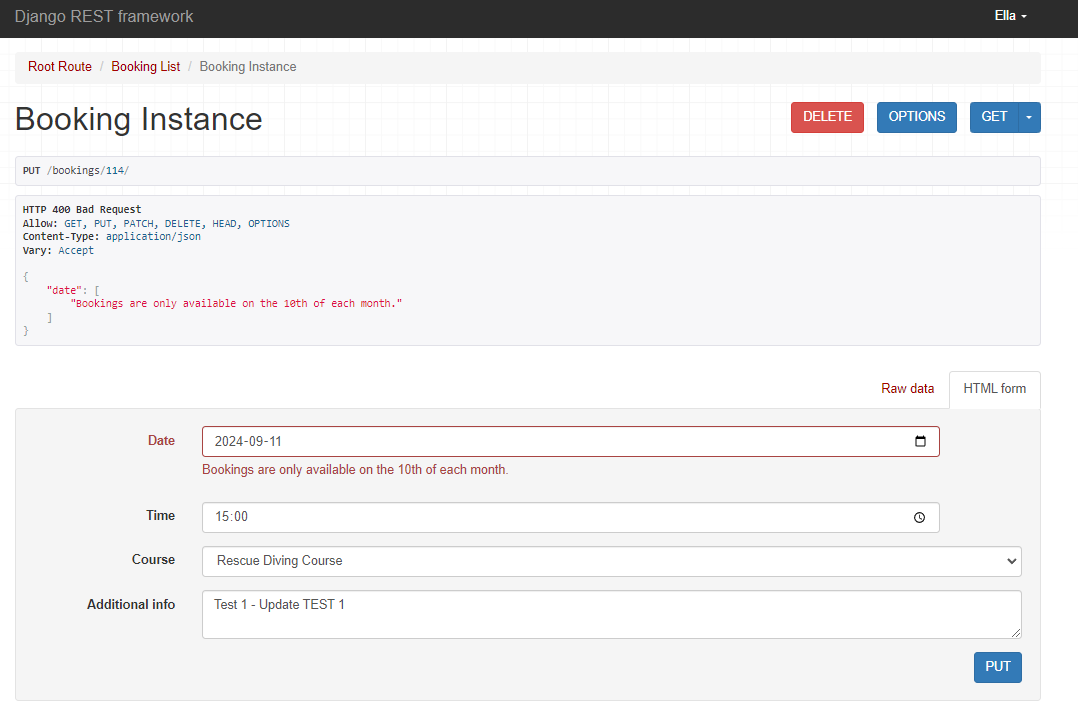 Django REST framework
Ella
Root Route / Booking List / Booking Instance
Booking Instance
DELETE
OPTIONS
GET
PUT /bookings/114/
HTTP 400 Bad Request
Allow: GET, PUT, PATCH, DELETE, HEAD, OPTIONS
Content-Type: application/json
Vary: Accept
{
"date": [
"Bookings are only available on the 10th of each month."
]
}
Raw data
HTML form
Date
2024-09-11
Bookings are only available on the 10th of each month.
Time
15:00
Course
Rescue Diving Course
Additional info
Test 1 - Update TEST 1
PUT